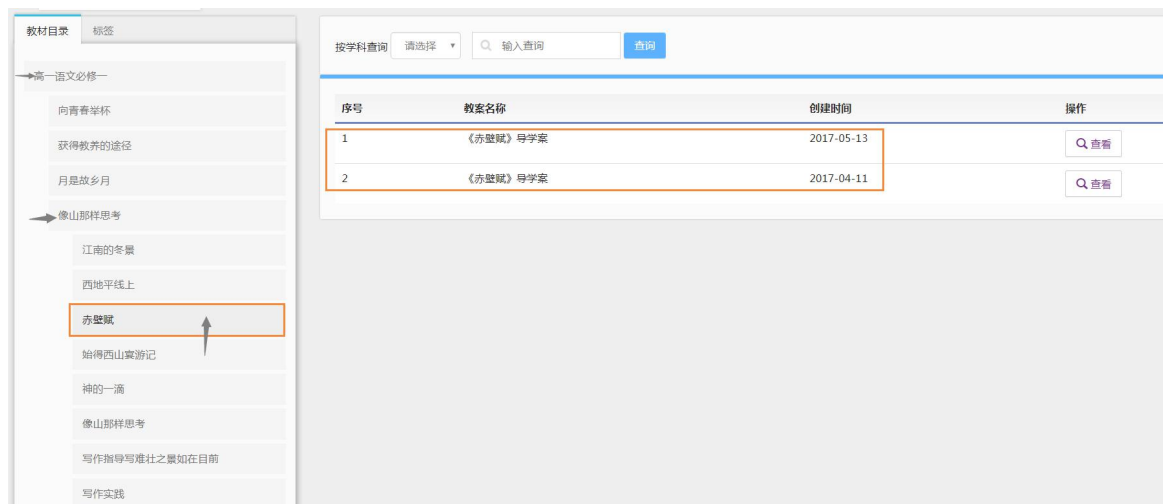 教材目录 标签
高一语文必修一
向青春举杯
获得教养的途径
月是故乡月
像山那样思考
江南的冬景
西地平线上
赤壁赋
始得西山宴游记
神的一滴
像山那样思考
写作指导写难壮之景如在目前
写作实践
按学科查询 请选择 输入查询 查询
序号 教案名称 创建时间 操作
1 《赤壁赋》导学案 2017-05-13 查看
2 《赤壁赋》导学案 2017-04-11 查看